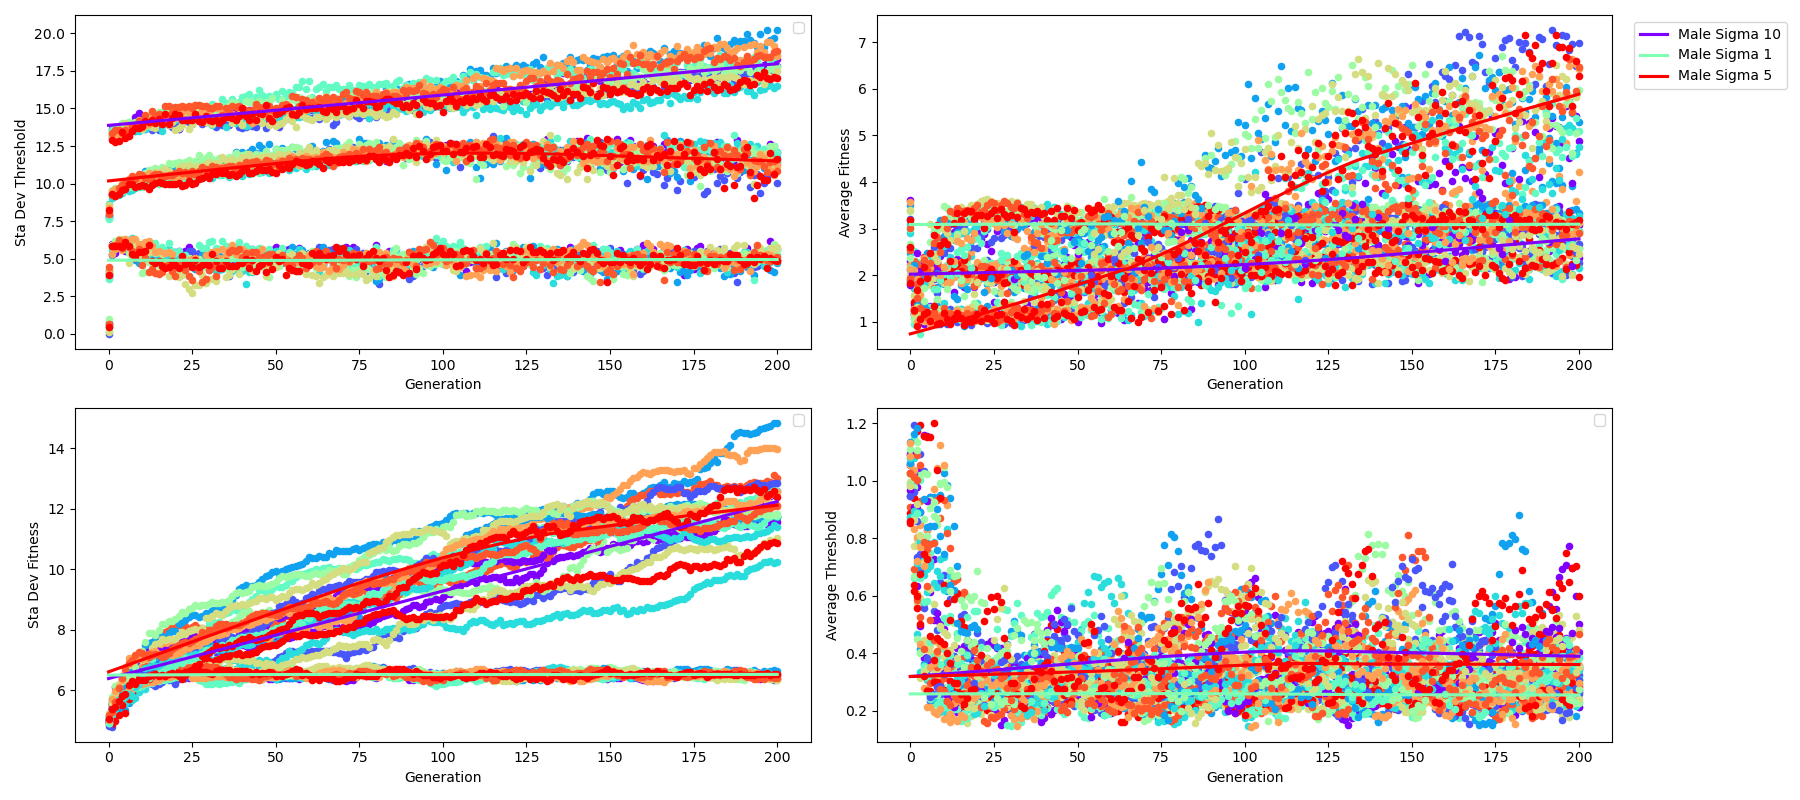 20.0
17.5
15.0
12.5
10.0
7.5
5.0
2.5
0.0
Sta Dev Threshold
0 25 50 75 100 125 150 175 200
Generation
7
6
5
4
3
2
1
Average Fitness
0 25 50 75 100 125 150 175 200
Generation
Male Sigma 10
Male Sigma 1
Male Sigma 5
14
12
10
8
6
Sta Dev Fitness
0 25 50 75 100 125 150 175 200
Generation
1.2
1.0
0.8
0.6
0.4
0.2
Average Threshold
0 25 50 75 100 125 150 175 200
Generation